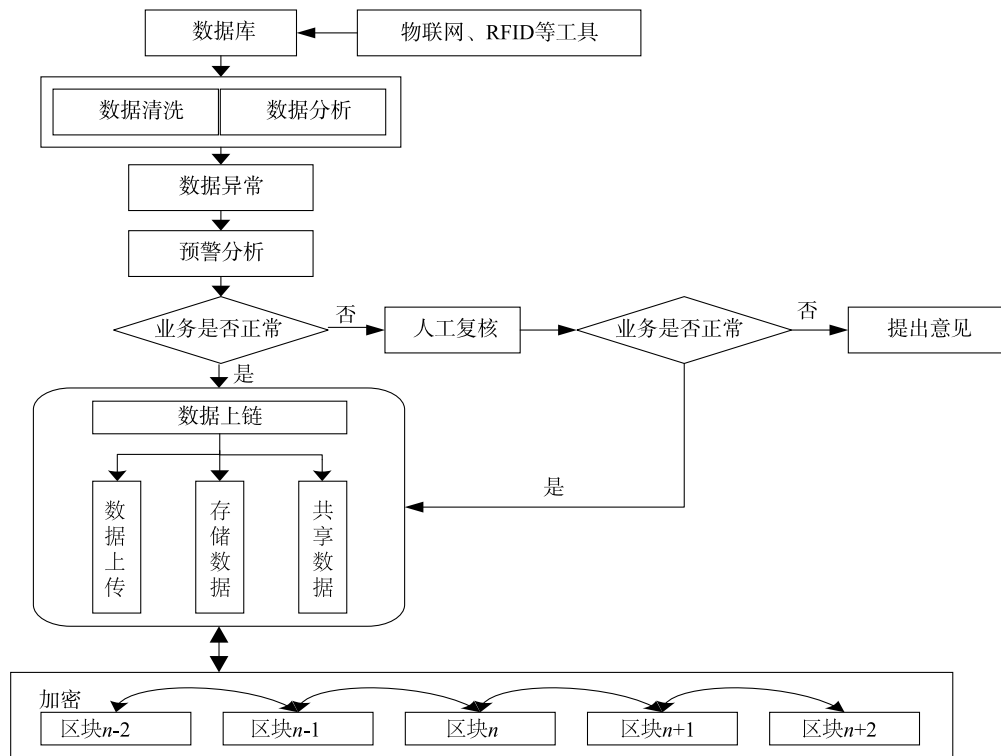 数据库
物联网、RFID等工具
数据清洗
数据分析
数据异常
预警分析
业务是否正常
否
人工复核
业务是否正常
否
提出意见
是
数据上链
数据上传
存储数据
共享数据
是
加密
区块n-2
区块n-1
区块n
区块n+1
区块n+2